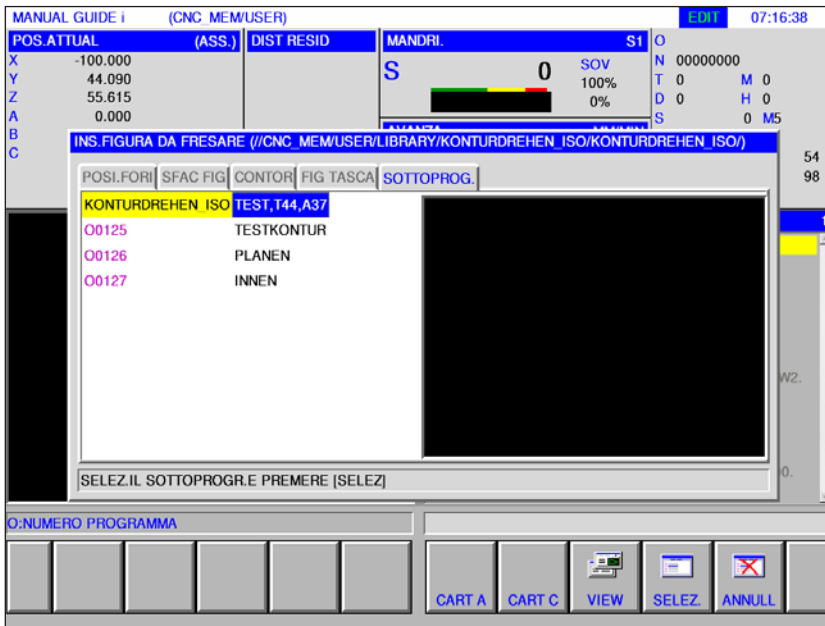 MANUAL GUIDE i (CNC_MEM/USER) EDIT 07:16:38
POS.ATTUAL (ASS.) DIST RESID MANDRI. S1 O
X -100.000 N 00000000
Y 44.090 S 0 SOV 100% T 0 M 0
Z 55.615 0% D 0 H 0
A 0.000 S 0 M5
B
C
INS.FIGURA DA FRESARE (//CNC_MEM/USER/LIBRARY/KONTURDREHEN_ISO/KONTURDREHEN_ISO/)
54
98
POSI.FORI SFAC FIG CONTOR FIG TASCA SOTTOPROG.
KONTURDREHEN_ISO TEST,T44,A37
O0125 TESTKONTUR
O0126 PLANEN
O0127 INNEN
W2.
0.
SELEZ.IL SOTTOPROGR.E PREMERE [SELEZ]
O:NUMERO PROGRAMMA
CART A CART C VIEW SELEZ. ANNULL